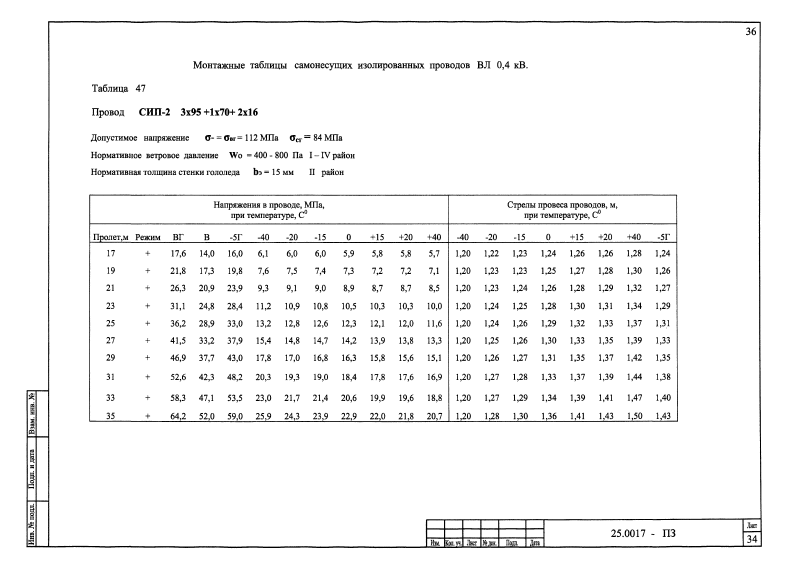 36
Монтажные таблицы самонесущих изолированных проводов ВЛ 0,4 кВ.
Таблица 47
Провод СИП-2 3х95 +1х70+ 2х16
Допустимое напряжение σ- = σвг = 112 МПа σсг = 84 МПа
Нормативное ветровое давление Wo = 400 - 800 Па I – IV район
Нормативная толщина стенки гололеда bэ = 15 мм II район
Напряжения в проводе, МПа, при температуре, С⁰ Стрелы провеса проводов, м, при температуре, С⁰
Пролет,м Режим ВГ В -5Г -40 -20 -15 0 +15 +20 +40 -40 -20 -15 0 +15 +20 +40 -5Г
17 + 17,6 14,0 16,0 6,1 6,0 6,0 5,9 5,8 5,8 5,7 1,20 1,22 1,23 1,24 1,26 1,26 1,28 1,24
19 + 21,8 17,3 19,8 7,6 7,5 7,4 7,3 7,2 7,2 7,1 1,20 1,23 1,23 1,25 1,27 1,28 1,30 1,26
21 + 26,3 20,9 23,9 9,3 9,1 9,0 8,9 8,7 8,7 8,5 1,20 1,23 1,24 1,26 1,28 1,29 1,32 1,27
23 + 31,1 24,8 28,4 11,2 10,9 10,8 10,5 10,3 10,3 10,0 1,20 1,24 1,25 1,28 1,30 1,31 1,34 1,29
25 + 36,2 28,9 33,0 13,2 12,8 12,6 12,3 12,1 12,0 11,6 1,20 1,24 1,26 1,29 1,32 1,33 1,37 1,31
27 + 41,5 33,2 37,9 15,4 14,8 14,7 14,2 13,9 13,8 13,3 1,20 1,25 1,26 1,30 1,33 1,35 1,39 1,33
29 + 46,9 37,7 43,0 17,8 17,0 16,8 16,3 15,8 15,6 15,1 1,20 1,26 1,27 1,31 1,35 1,37 1,42 1,35
31 + 52,6 42,3 48,2 20,3 19,3 19,0 18,4 17,8 17,6 16,9 1,20 1,27 1,28 1,33 1,37 1,39 1,44 1,38
33 + 58,3 47,1 53,5 23,0 21,7 21,4 20,6 19,9 19,6 18,8 1,20 1,27 1,29 1,34 1,39 1,41 1,47 1,40
35 + 64,2 52,0 59,0 25,9 24,3 23,9 22,9 22,0 21,8 20,7 1,20 1,28 1,30 1,36 1,41 1,43 1,50 1,43
Взам. инв. №
Подп. и дата
Инв. № подл.
Изм. Кол. уч. Лист № док. Подп. Дата
25.0017 - ПЗ
Лист
34